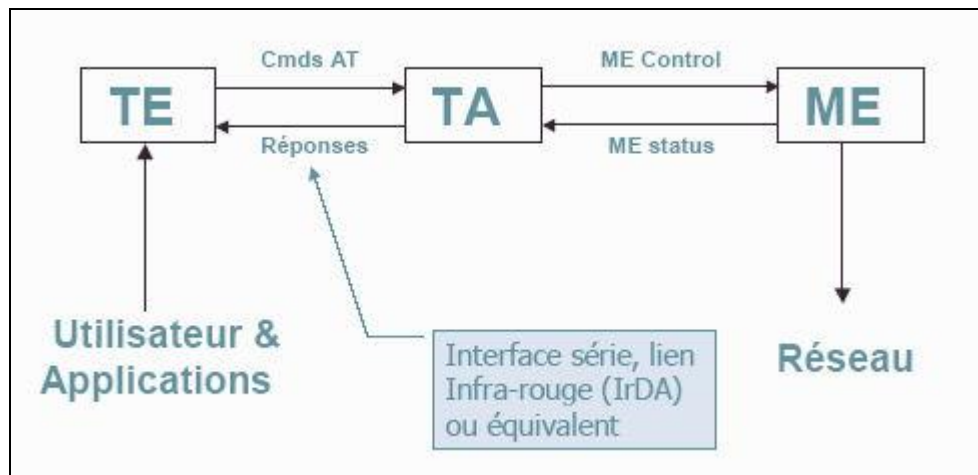 Cmds AT
ME Control
TE
TA
ME
Réponses
ME status
Utilisateur &
Applications
Interface série, lien
Infra-rouge (IrDA)
ou équivalent
Réseau